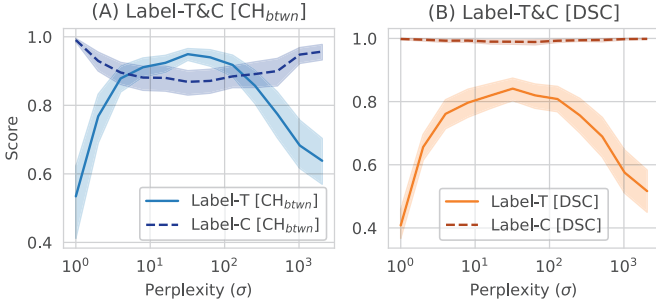 (A) Label-T&C [CH_btwn]
(B) Label-T&C [DSC]
Score
1.0
0.8
0.6
0.4
Label-T [CH_btwn]
Label-C [CH_btwn]
10^0
10^1
10^2
10^3
Perplexity (σ)
1.0
0.8
0.6
0.4
Label-T [DSC]
Label-C [DSC]
10^0
10^1
10^2
10^3
Perplexity (σ)